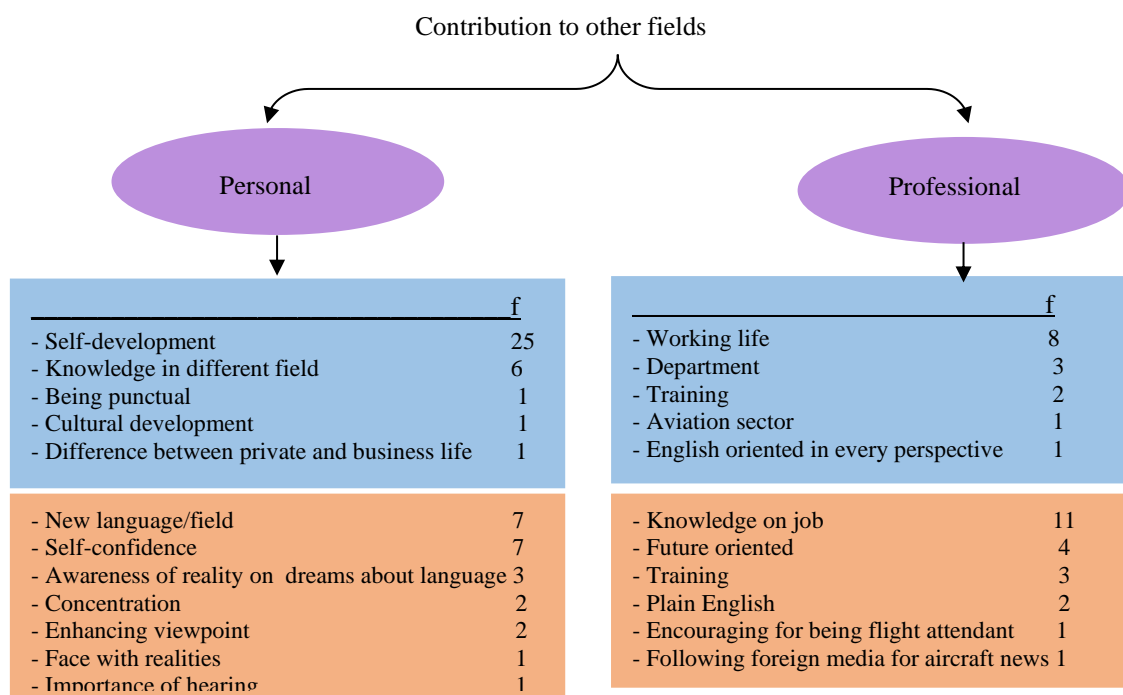 Contribution to other fields
Personal
Professional
f
- Self-development 25
- Knowledge in different field 6
- Being punctual 1
- Cultural development 1
- Difference between private and business life 1
- New language/field 7
- Self-confidence 7
- Awareness of reality on dreams about language 3
- Concentration 2
- Enhancing viewpoint 2
- Face with realities 1
- Importance of hearing 1
f
- Working life 8
- Department 3
- Training 2
- Aviation sector 1
- English oriented in every perspective 1
- Knowledge on job 11
- Future oriented 4
- Training 3
- Plain English 2
- Encouraging for being flight attendant 1
- Following foreign media for aircraft news 1